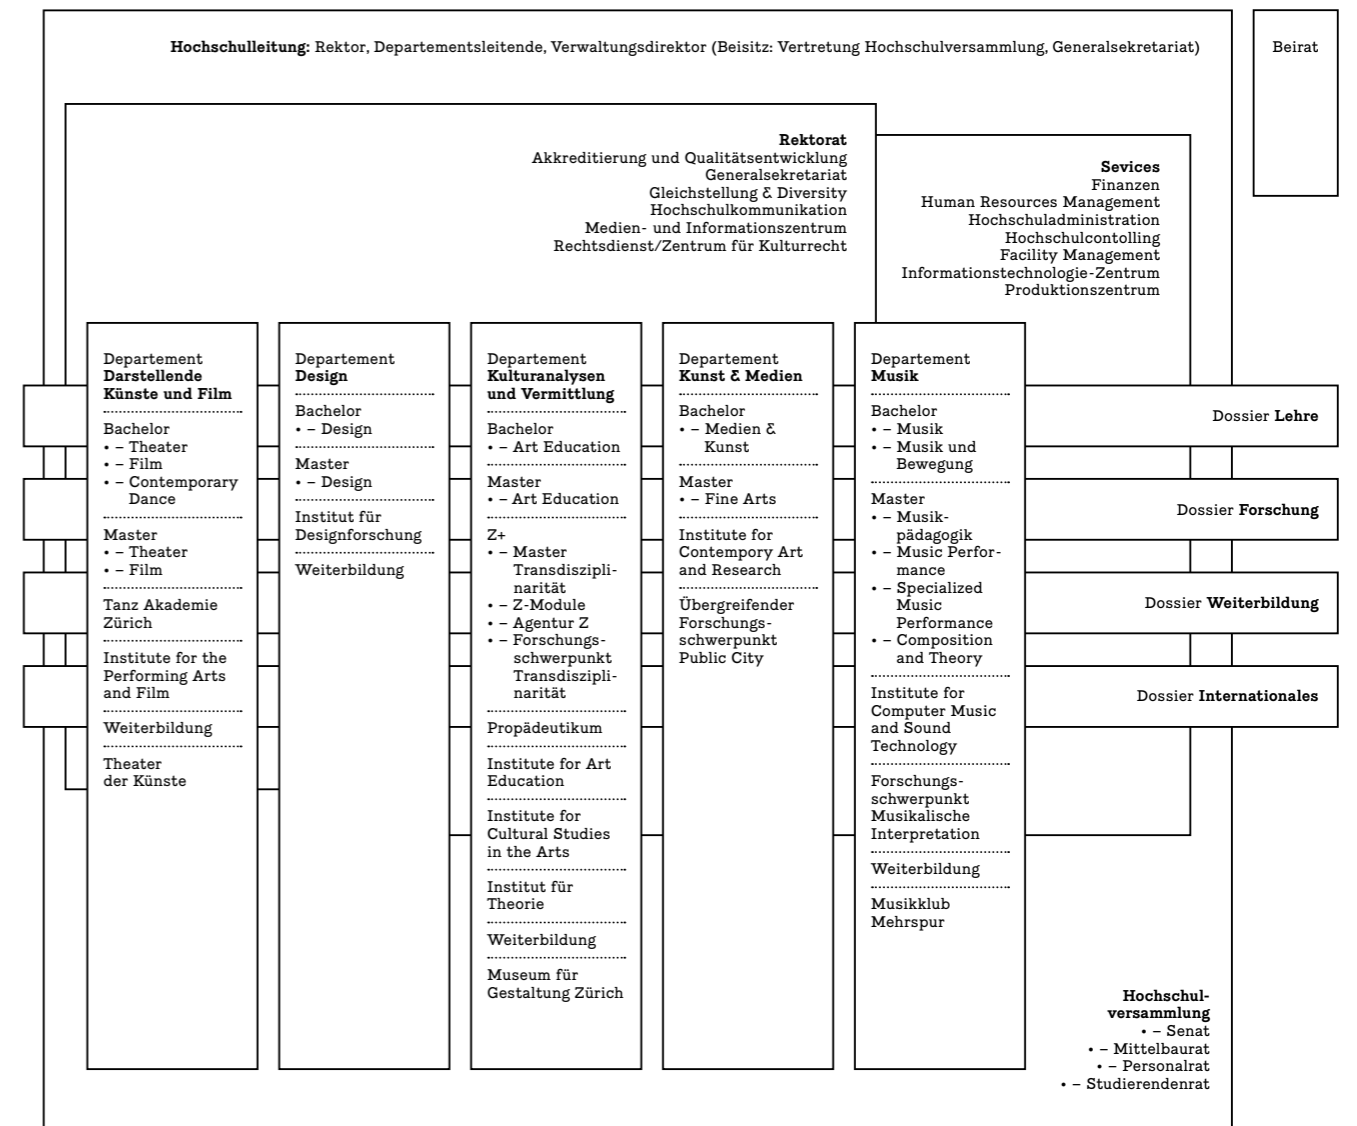 Hochschulleitung: Rektor, Departementsleitende, Verwaltungsdirektor (Beisitz: Vertretung Hochschulversammlung, Generalsekretariat)
Beirat
Rektorat
Akkreditierung und Qualitätsentwicklung
Generalsekretariat
Gleichstellung & Diversity
Hochschulkommunikation
Medien- und Informationszentrum
Rechtsdienst/Zentrum für Kulturrecht
Sevices
Finanzen
Human Resources Management
Hochschuladministration
Hochschulcontolling
Facility Management
Informationstechnologie-Zentrum
Produktionszentrum
Departement
Darstellende
Künste und Film
Bachelor
• – Theater
• – Film
• – Contemporary
Dance
Master
• – Theater
• – Film
Tanz Akademie
Zürich
Institute for the
Performing Arts
and Film
Weiterbildung
Theater
der Künste
Departement
Design
Bachelor
• – Design
Master
• – Design
Institut für
Designforschung
Weiterbildung
Departement
Kulturanalysen
und Vermittlung
Bachelor
• – Art Education
Master
• – Art Education
Z+
• – Master
Transdiszipli-
narität
• – Z-Module
• – Agentur Z
• – Forschungs-
schwerpunkt
Transdiszipli-
narität
Propädeutikum
Institute for Art
Education
Institute for
Cultural Studies
in the Arts
Institut für
Theorie
Weiterbildung
Museum für
Gestaltung Zürich
Departement
Kunst & Medien
Bachelor
• – Medien &
Kunst
Master
• – Fine Arts
Institute for
Contempory Art
and Research
Übergreifender
Forschungs-
schwerpunkt
Public City
Departement
Musik
Bachelor
• – Musik
• – Musik und
Bewegung
Master
• – Musik-
pädagogik
• – Music Perfor-
mance
• – Specialized
Music
Performance
• – Composition
and Theory
Institute for
Computer Music
and Sound
Technology
Forschungs-
schwerpunkt
Musikalische
Interpretation
Weiterbildung
Musikklub
Mehrspur
Dossier Lehre
Dossier Forschung
Dossier Weiterbildung
Dossier Internationales
Hochschul-
versammlung
• – Senat
• – Mittelbaurat
• – Personalrat
• – Studierendenrat